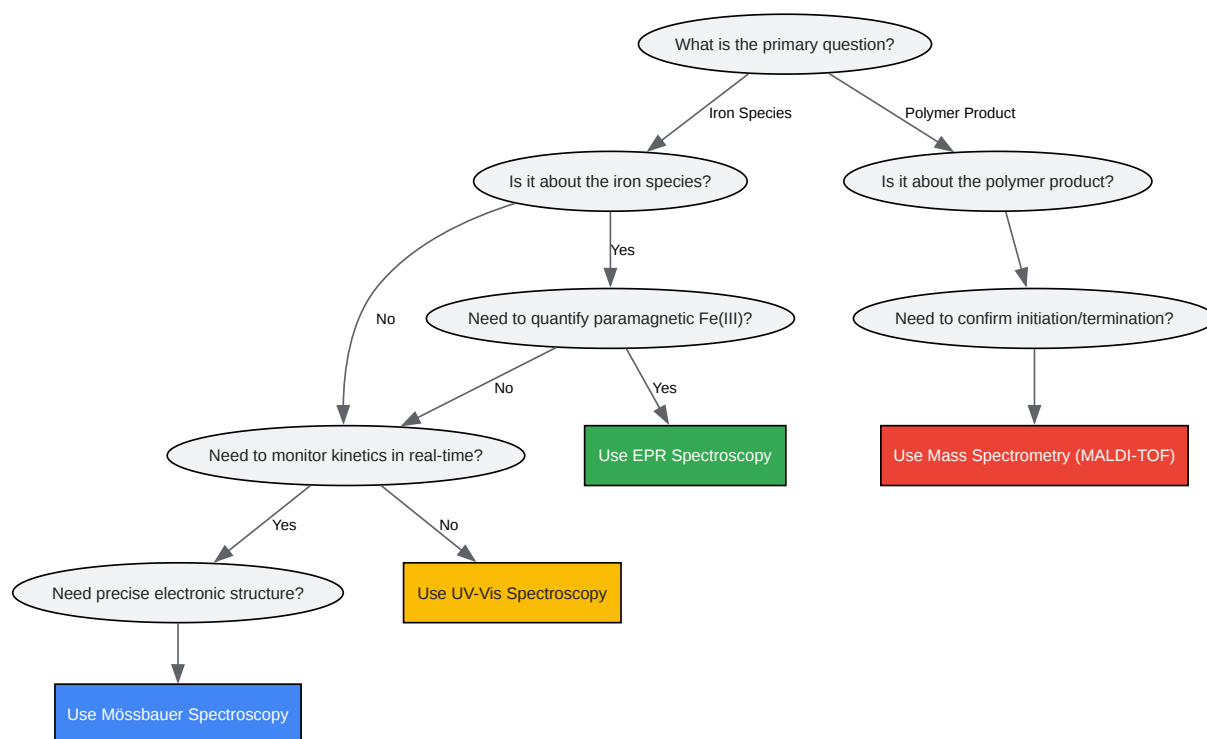 What is the primary question?
Iron Species
Polymer Product
Is it about the iron species?
Is it about the polymer product?
Yes
No
Need to quantify paramagnetic Fe(III)?
Need to confirm initiation/termination?
No
Yes
Need to monitor kinetics in real-time?
Use EPR Spectroscopy
Use Mass Spectrometry (MALDI-TOF)
Yes
No
Need precise electronic structure?
Use UV-Vis Spectroscopy
Use Mössbauer Spectroscopy